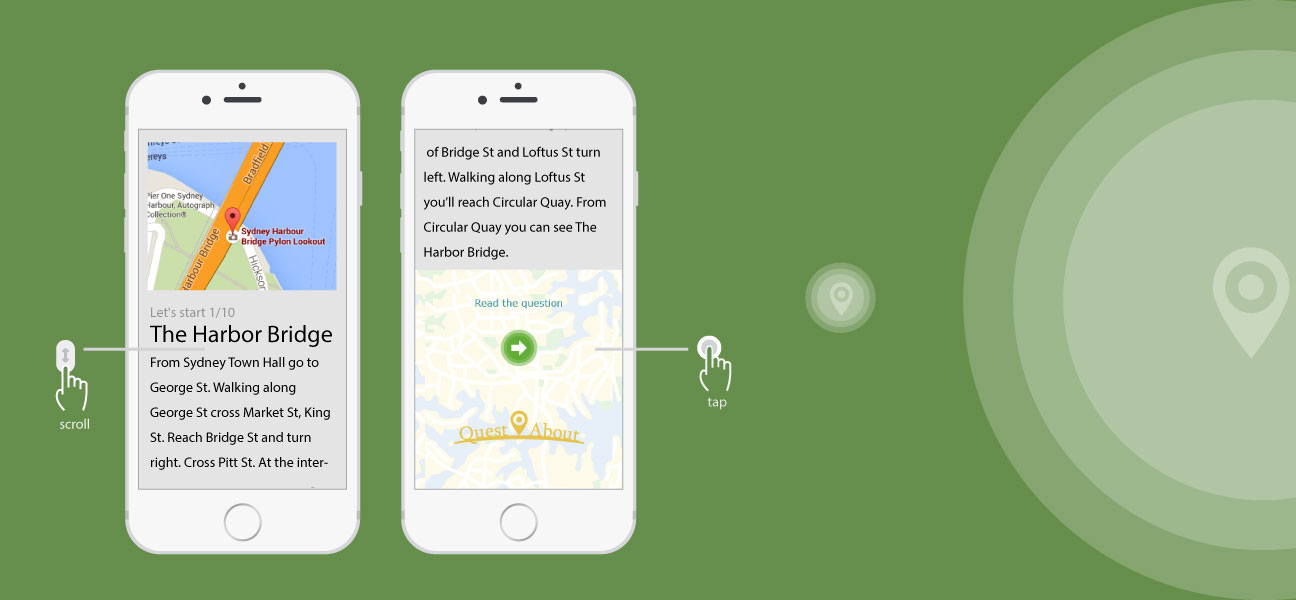 Bradfield
ereys
Pier One Sydney
Harbour, Autograph
Collection®
Sydney Harbour
Bridge Pylon Lookout
Harbour Bridge
Hickson
Let's start 1/10
The Harbor Bridge
From Sydney Town Hall go to
George St. Walking along
George St cross Market St, King
St. Reach Bridge St and turn
right. Cross Pitt St. At the inter-
scroll
of Bridge St and Loftus St turn
left. Walking along Loftus St
you'll reach Circular Quay. From
Circular Quay you can see The
Harbor Bridge.
Read the question
Quest About
tap